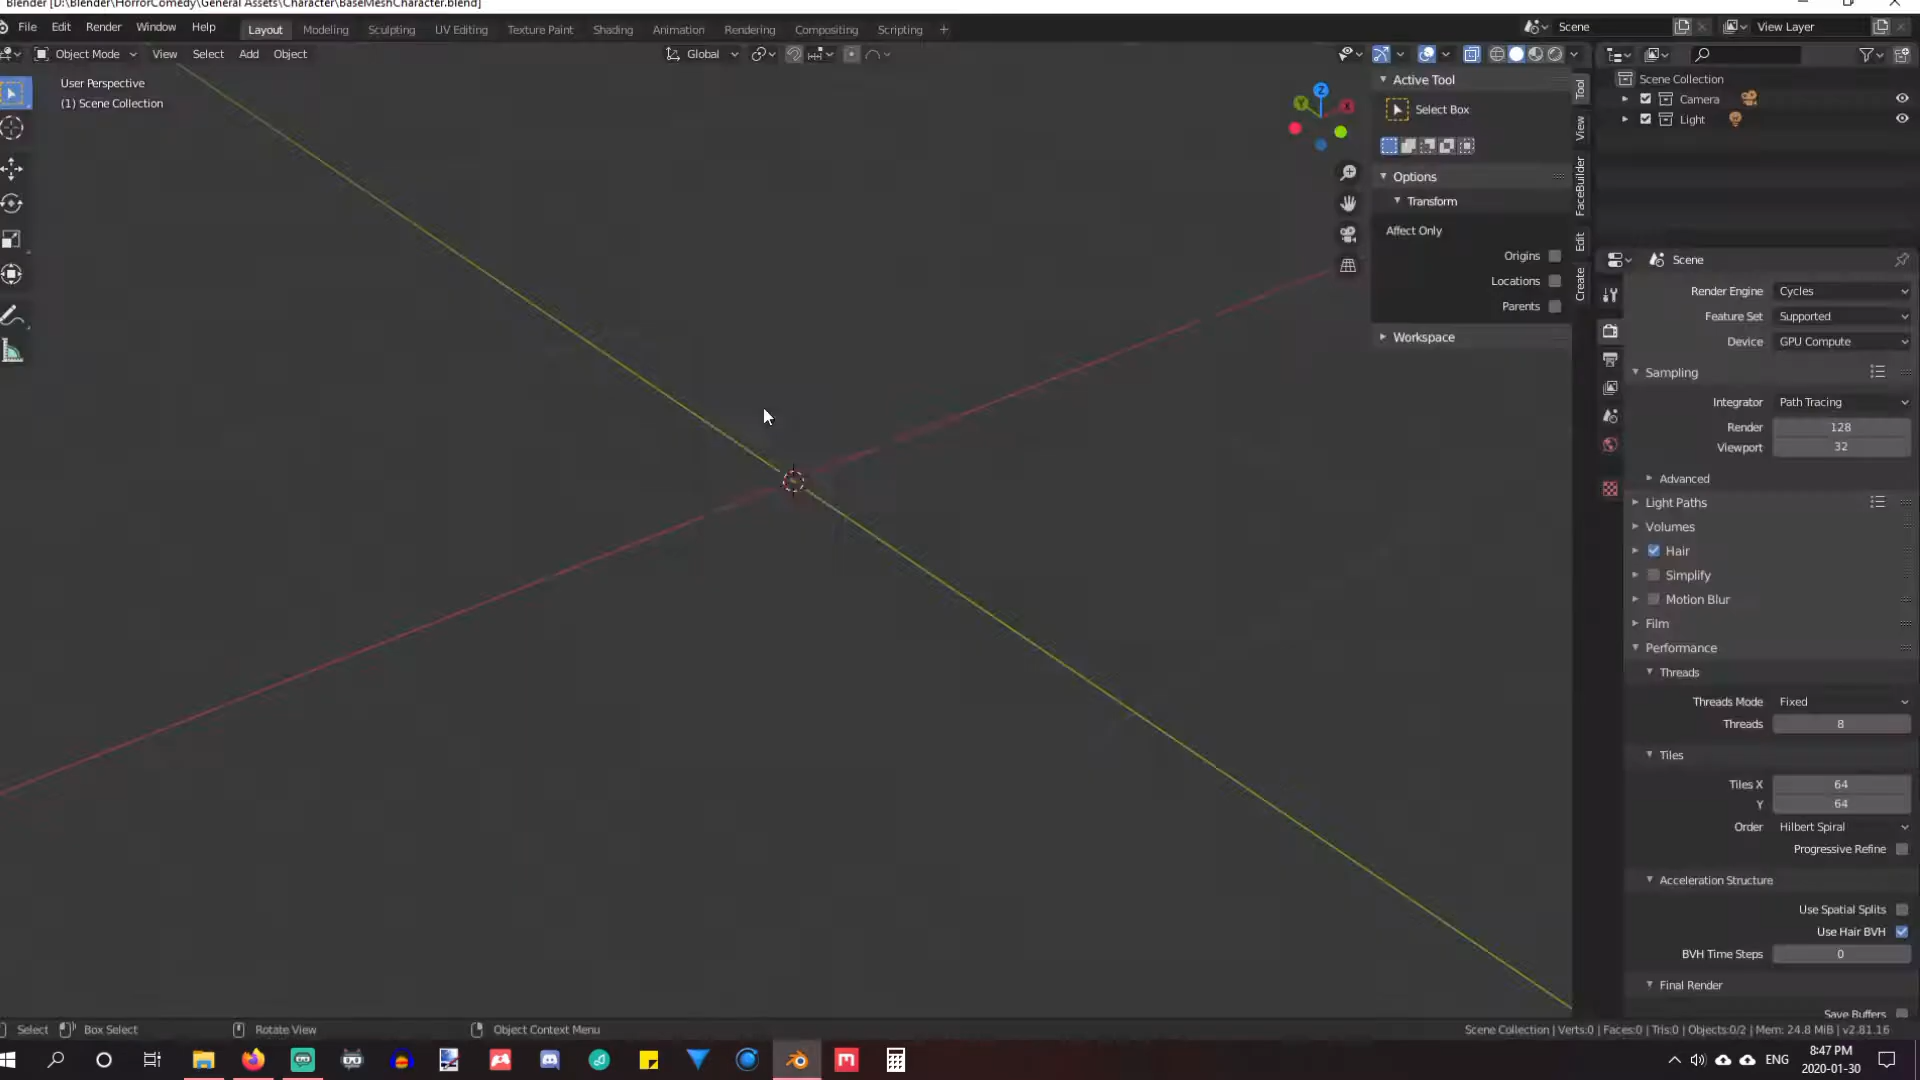 Blender [D:\Blender\HorrorComedy\General Assets\Character\BaseMeshCharacter.blend]
File Edit Render Window Help Layout Modeling Sculpting UV Editing Texture Paint Shading Animation Rendering Compositing Scripting + Scene View Layer
Object Mode View Select Add Object Global
User Perspective
(1) Scene Collection
Z
Y
X
Active Tool
Select Box
Options
Transform
Affect Only
Origins
Locations
Parents
Workspace
Tool
View
FaceBuilder
Edit
Create
Scene Collection
Camera
Light
Scene
Render Engine Cycles
Feature Set Supported
Device GPU Compute
Sampling
Integrator Path Tracing
Render 128
Viewport 32
Advanced
Light Paths
Volumes
Hair
Simplify
Motion Blur
Film
Performance
Threads
Threads Mode Fixed
Threads 8
Tiles
Tiles X 64
Y 64
Order Hilbert Spiral
Progressive Refine
Acceleration Structure
Use Spatial Splits
Use Hair BVH
BVH Time Steps 0
Final Render
Save Buffers
Select Box Select Rotate View Object Context Menu
Scene Collection | Verts:0 | Faces:0 | Tris:0 | Objects:0/2 | Mem: 24.8 MiB | v2.81.16
ENG
8:47 PM
2020-01-30